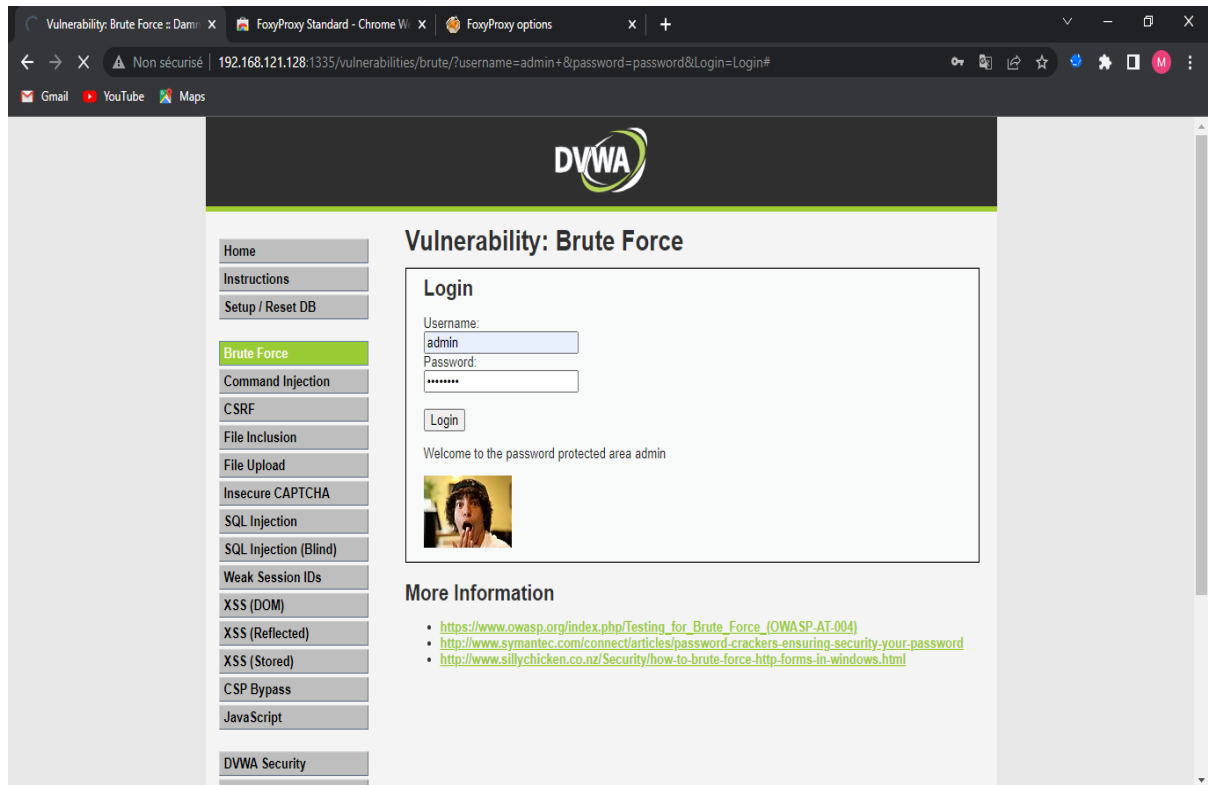 Vulnerability: Brute Force :: Damn
FoxyProxy Standard - Chrome W
FoxyProxy options
Non sécurisé
192.168.121.128:1335/vulnerabilities/brute/?username=admin+&password=password&Login=Login#
M
Gmail
YouTube
Maps
DVWA
Home
Instructions
Setup / Reset DB
Brute Force
Command Injection
CSRF
File Inclusion
File Upload
Insecure CAPTCHA
SQL Injection
SQL Injection (Blind)
Weak Session IDs
XSS (DOM)
XSS (Reflected)
XSS (Stored)
CSP Bypass
JavaScript
DVWA Security
Vulnerability: Brute Force
Login
Username:
admin
Password:
••••••••
Login
Welcome to the password protected area admin
More Information
• https://www.owasp.org/index.php/Testing_for_Brute_Force_(OWASP-AT-004)
• http://www.symantec.com/connect/articles/password-crackers-ensuring-security-your-password
• http://www.sillychicken.co.nz/Security/how-to-brute-force-http-forms-in-windows.html